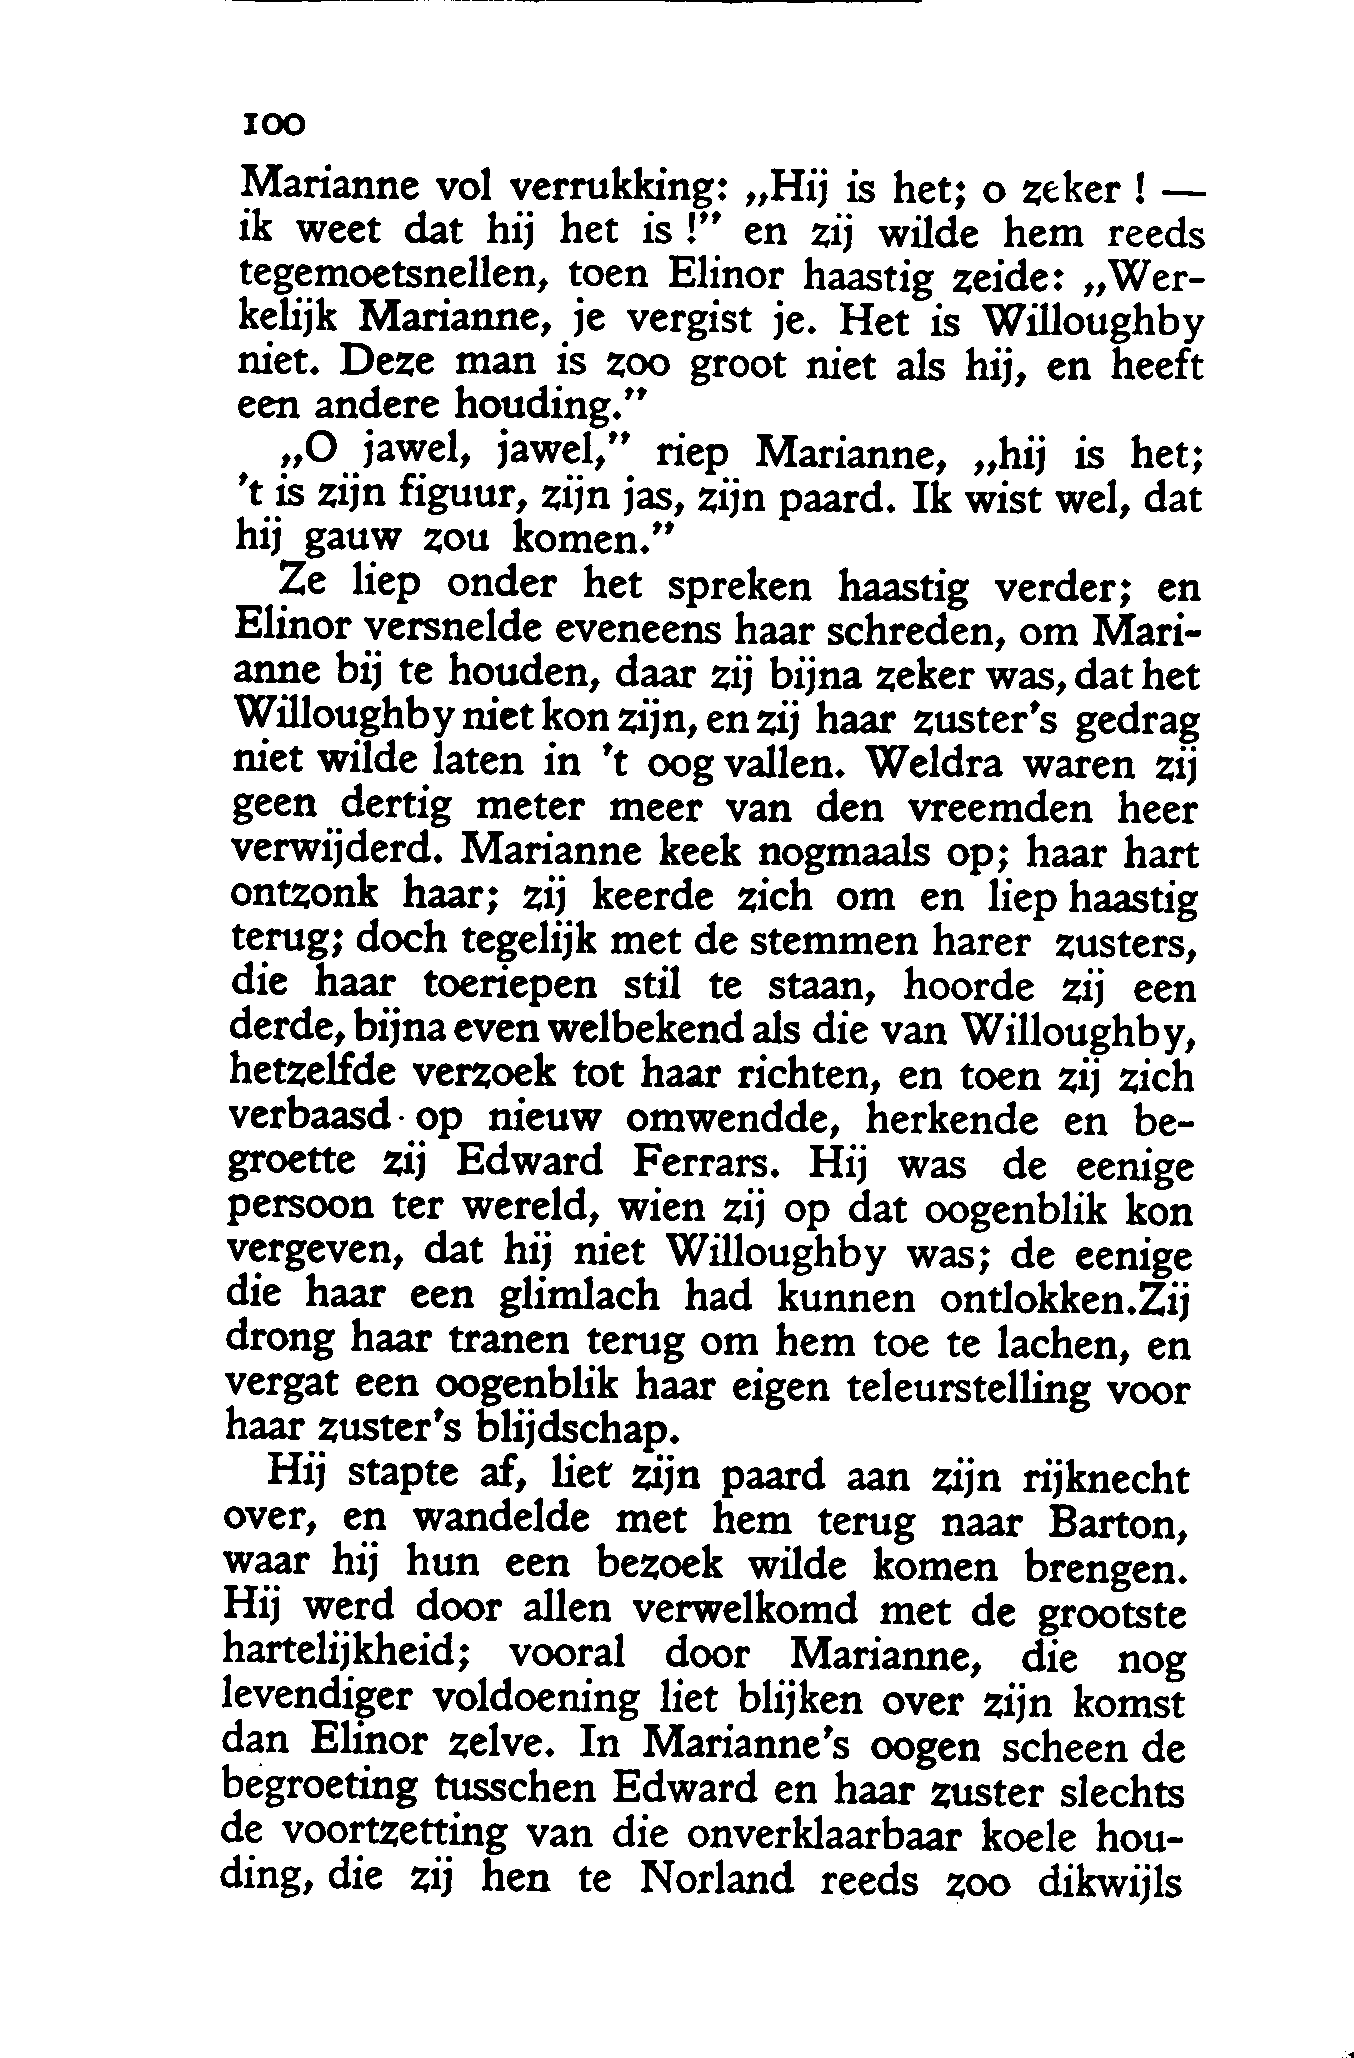 100
Marianne vol verrukking: „Hij is het; o zeker ! —
ik weet dat hij het is !” en zij wilde hem reeds
tegemoetsnellen, toen Elinor haastig zeide: „Wer-
kelijk Marianne, je vergist je. Het is Willoughby
niet. Deze man is zoo groot niet als hij, en heeft
een andere houding.”
„O jawel, jawel,” riep Marianne, „hij is het;
’t is zijn figuur, zijn jas, zijn paard. Ik wist wel, dat
hij gauw zou komen.”
Ze liep onder het spreken haastig verder; en
Elinor versnelde eveneens haar schreden, om Mari-
anne bij te houden, daar zij bijna zeker was, dat het
Willoughby niet kon zijn, en zij haar zuster’s gedrag
niet wilde laten in ’t oog vallen. Weldra waren zij
geen dertig meter meer van den vreemden heer
verwijderd. Marianne keek nogmaals op; haar hart
ontzonk haar; zij keerde zich om en liep haastig
terug; doch tegelijk met de stemmen harer zusters,
die haar toeriepen stil te staan, hoorde zij een
derde, bijna even welbekend als die van Willoughby,
hetzelfde verzoek tot haar richten, en toen zij zich
verbaasd op nieuw omwendde, herkende en be-
groette zij Edward Ferrars. Hij was de eenige
persoon ter wereld, wien zij op dat oogenblik kon
vergeven, dat hij niet Willoughby was; de eenige
die haar een glimlach had kunnen ontlokken.Zij
drong haar tranen terug om hem toe te lachen, en
vergat een oogenblik haar eigen teleurstelling voor
haar zuster’s blijdschap.
Hij stapte af, liet zijn paard aan zijn rijknecht
over, en wandelde met hem terug naar Barton,
waar hij hun een bezoek wilde komen brengen.
Hij werd door allen verwelkomd met de grootste
hartelijkheid; vooral door Marianne, die nog
levendiger voldoening liet blijken over zijn komst
dan Elinor zelve. In Marianne’s oogen scheen de
begroeting tusschen Edward en haar zuster slechts
de voortzetting van die onverklaarbaar koele hou-
ding, die zij hen te Norland reeds zoo dikwijls